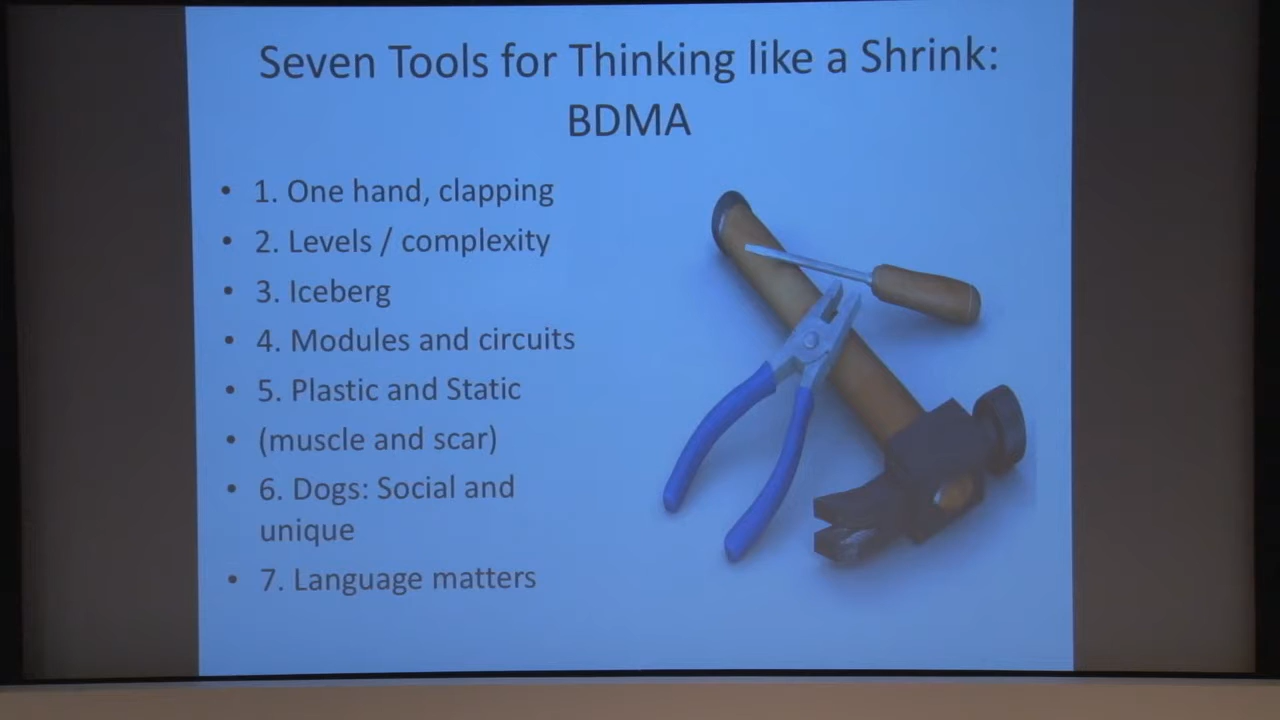 Seven Tools for Thinking like a Shrink:
BDMA
• 1. One hand, clapping
• 2. Levels / complexity
• 3. Iceberg
• 4. Modules and circuits
• 5. Plastic and Static
• (muscle and scar)
• 6. Dogs: Social and
unique
• 7. Language matters